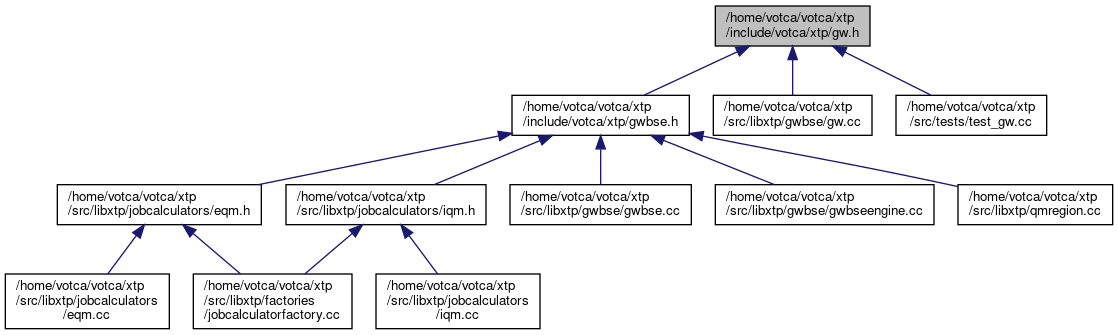 /home/votca/votca/xtp
/include/votca/xtp/gw.h
/home/votca/votca/xtp
/include/votca/xtp/gwbse.h
/home/votca/votca/xtp
/src/libxtp/gwbse/gw.cc
/home/votca/votca/xtp
/src/tests/test_gw.cc
/home/votca/votca/xtp
/src/libxtp/jobcalculators/eqm.h
/home/votca/votca/xtp
/src/libxtp/jobcalculators/iqm.h
/home/votca/votca/xtp
/src/libxtp/gwbse/gwbse.cc
/home/votca/votca/xtp
/src/libxtp/gwbse/gwbseengine.cc
/home/votca/votca/xtp
/src/libxtp/qmregion.cc
/home/votca/votca/xtp
/src/libxtp/jobcalculators
/eqm.cc
/home/votca/votca/xtp
/src/libxtp/factories
/jobcalculatorfactory.cc
/home/votca/votca/xtp
/src/libxtp/jobcalculators
/iqm.cc